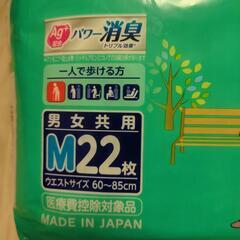 Ag+
パワー消臭
トリプル効果*
一人で歩ける方
男女共用
M22枚
ウエストサイズ 60〜85cm
医療費控除対象品
MADE IN JAPAN